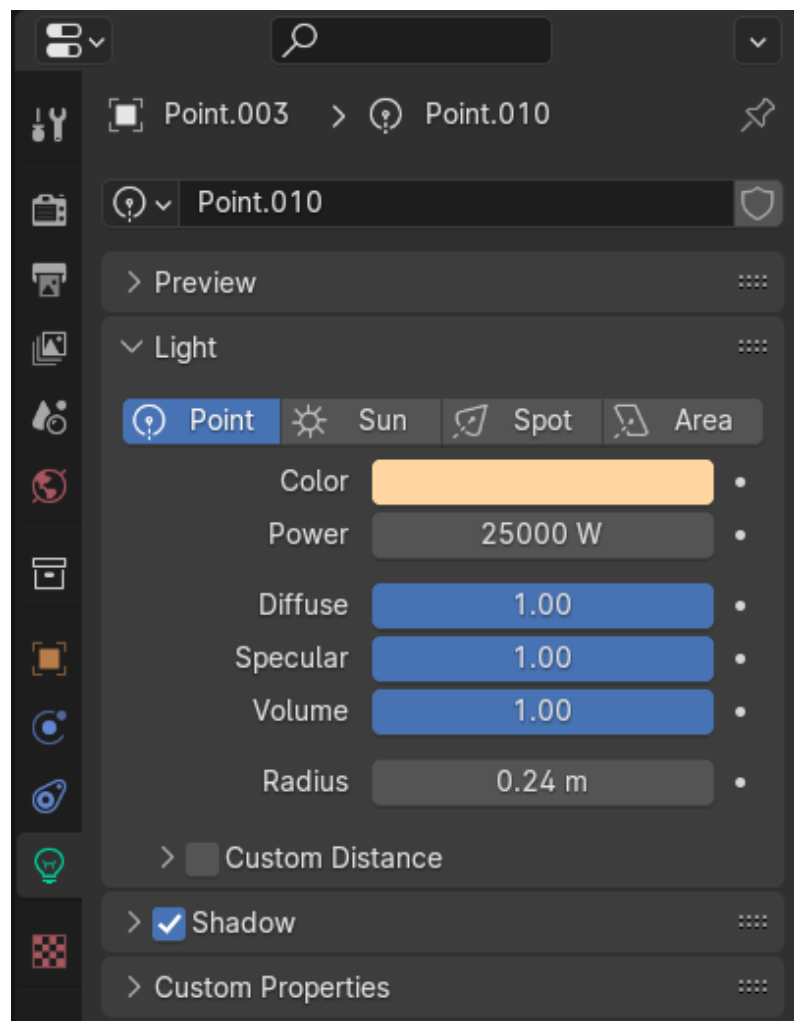 Point.003 > Point.010
Point.010
Preview
Light
Point Sun Spot Area
Color
Power 25000 W
Diffuse 1.00
Specular 1.00
Volume 1.00
Radius 0.24 m
Custom Distance
Shadow
Custom Properties